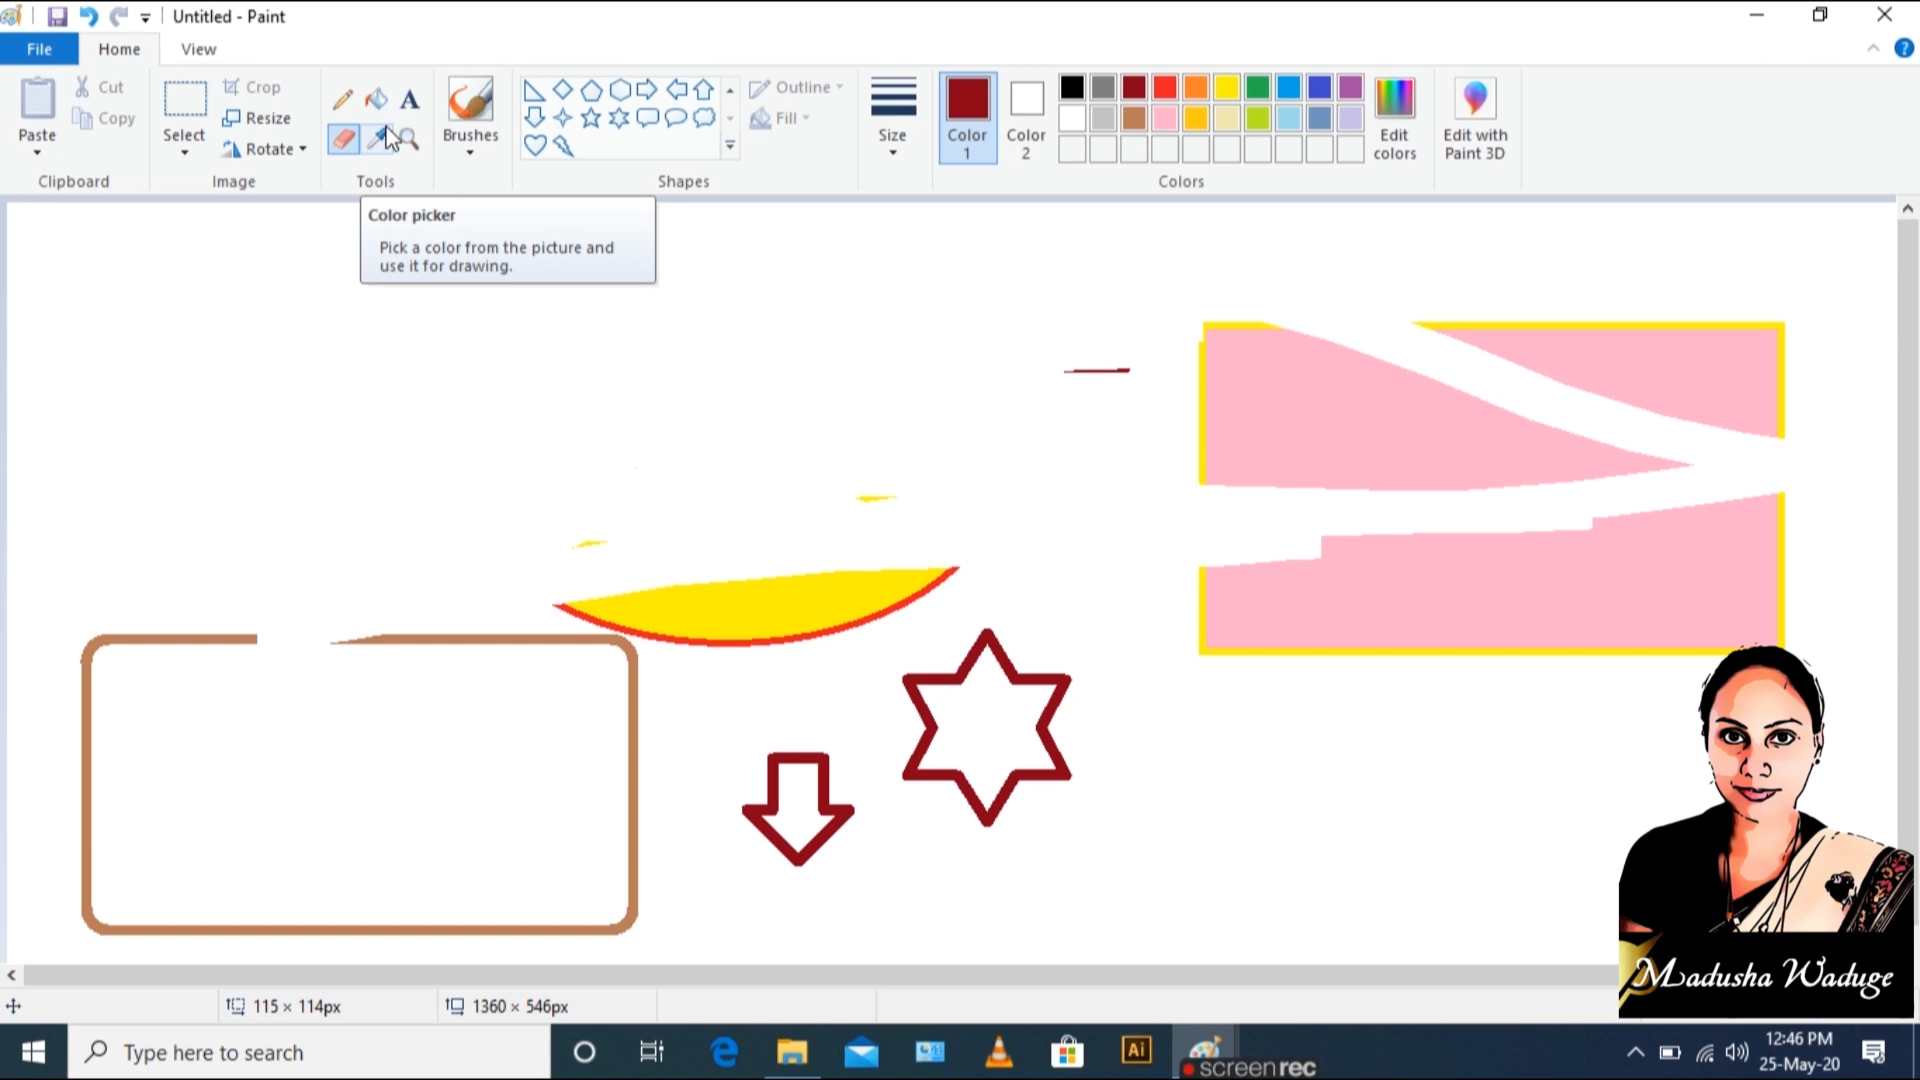 Untitled - Paint
File
Home
View
Paste
Cut
Copy
Clipboard
Select
Crop
Resize
Rotate
Image
A
Tools
Brushes
Shapes
Outline
Fill
Size
Color
1
Color
2
Edit
colors
Colors
Edit with
Paint 3D
Color picker
Pick a color from the picture and
use it for drawing.
Madusha Waduge
115 × 114px
1360 × 546px
Type here to search
Ai
screenrec
12:46 PM
25-May-20